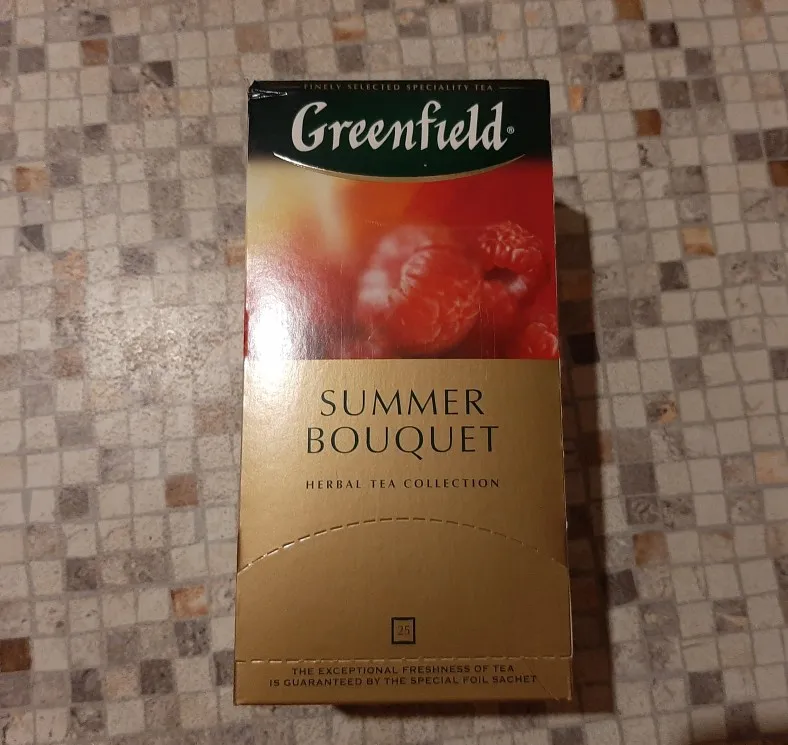 FINELY SELECTED SPECIALITY TEA
Greenfield®
SUMMER
BOUQUET
HERBAL TEA COLLECTION
25
THE EXCEPTIONAL FRESHNESS OF TEA
IS GUARANTEED BY THE SPECIAL FOIL SACHET